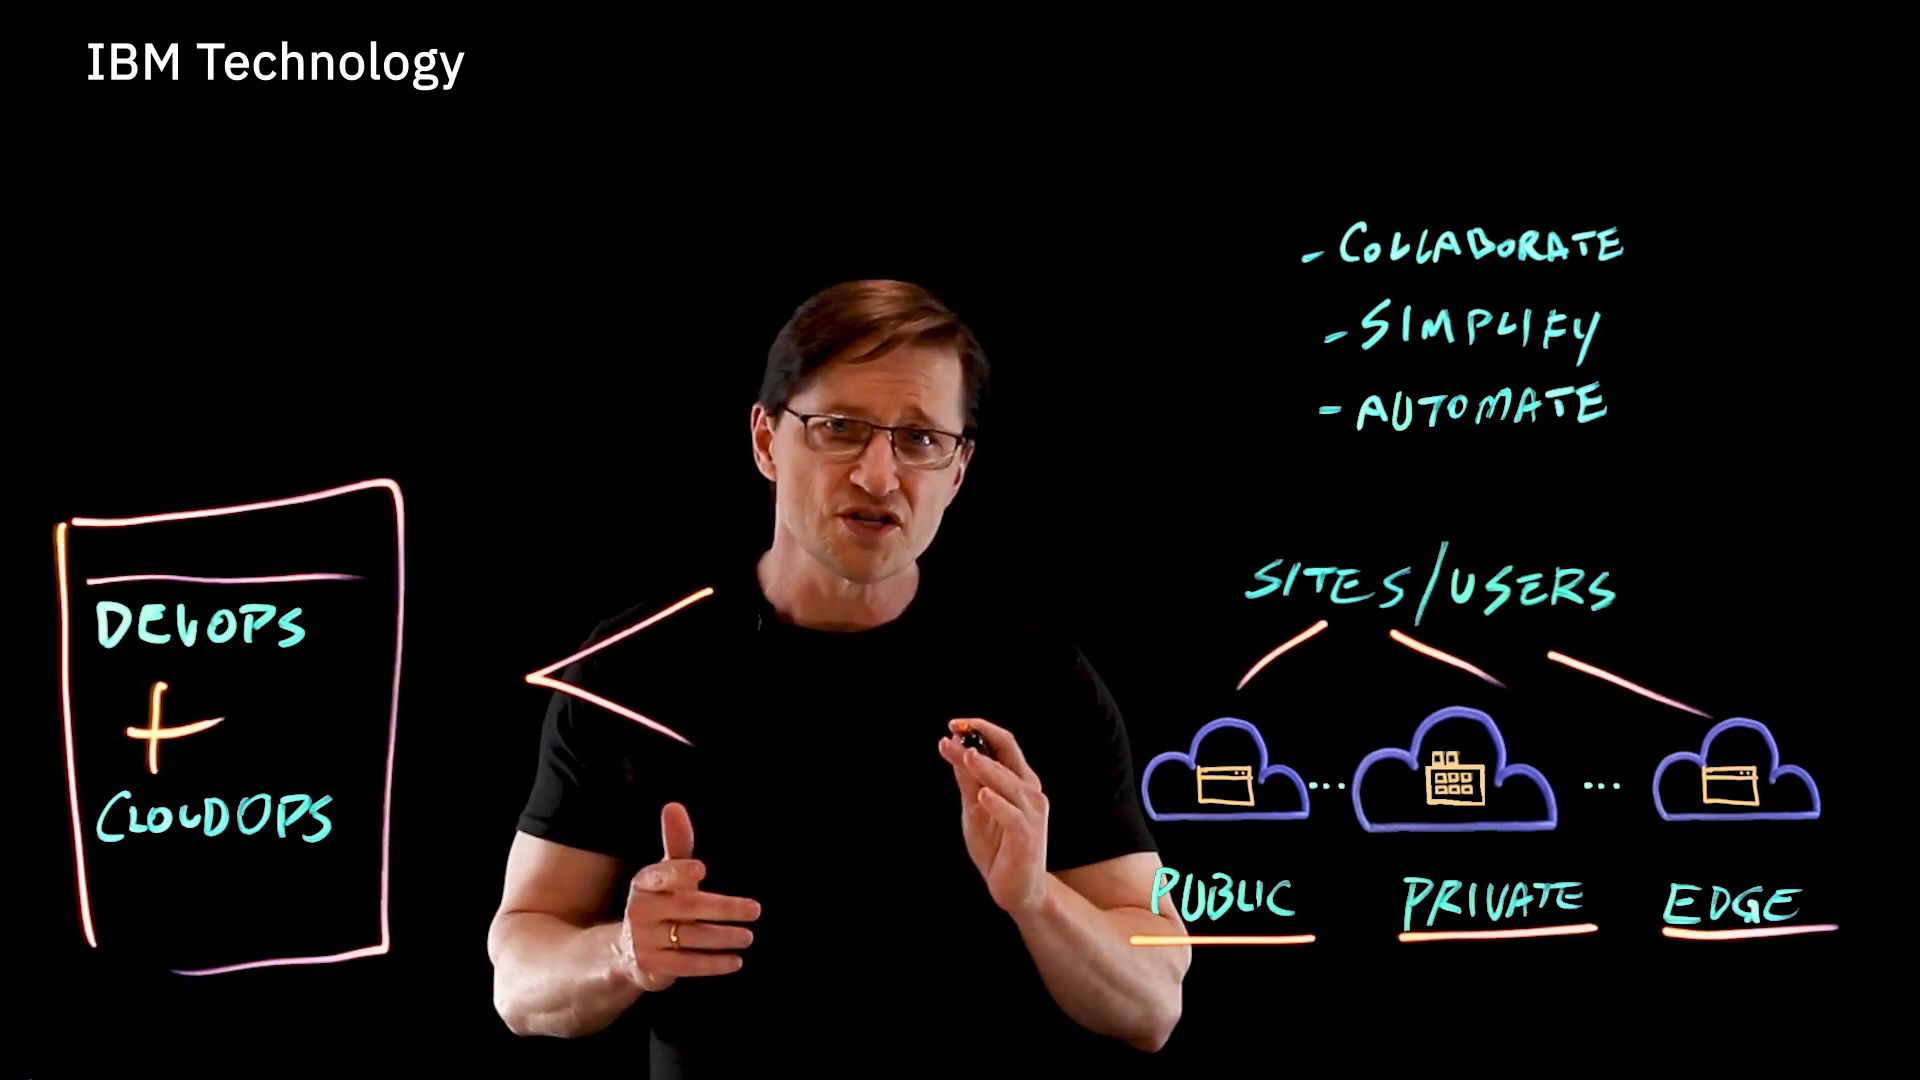 IBM Technology
- COLLABORATE
- SIMPLIFY
- AUTOMATE
SITES/USERS
DEVOPS
+
CLOUDOPS
... ...
PUBLIC PRIVATE EDGE